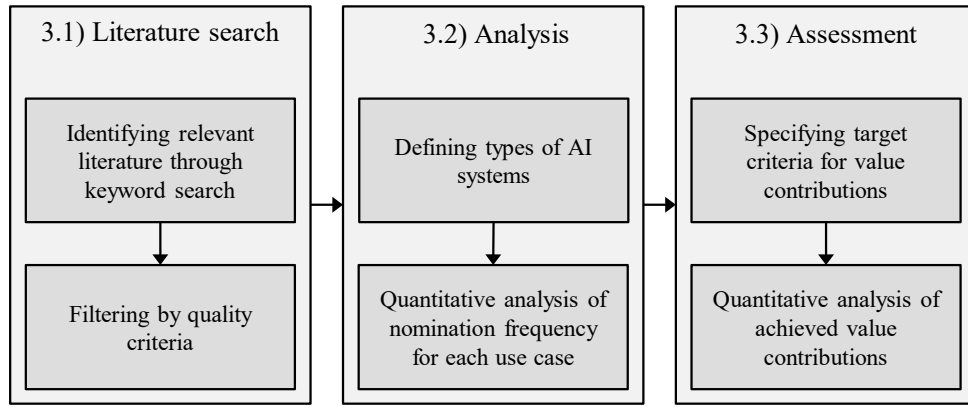 3.1) Literature search
Identifying relevant
literature through
keyword search
Filtering by quality
criteria
3.2) Analysis
Defining types of AI
systems
Quantitative analysis of
nomination frequency
for each use case
3.3) Assessment
Specifying target
criteria for value
contributions
Quantitative analysis of
achieved value
contributions